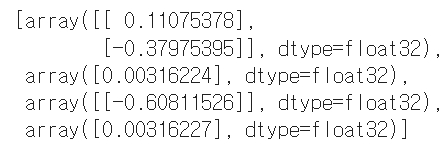 [array([[ 0.11075378],
[-0.37975395]], dtype=float32),
array([0.00316224], dtype=float32),
array([[-0.60811526]], dtype=float32),
array([0.00316227], dtype=float32)]